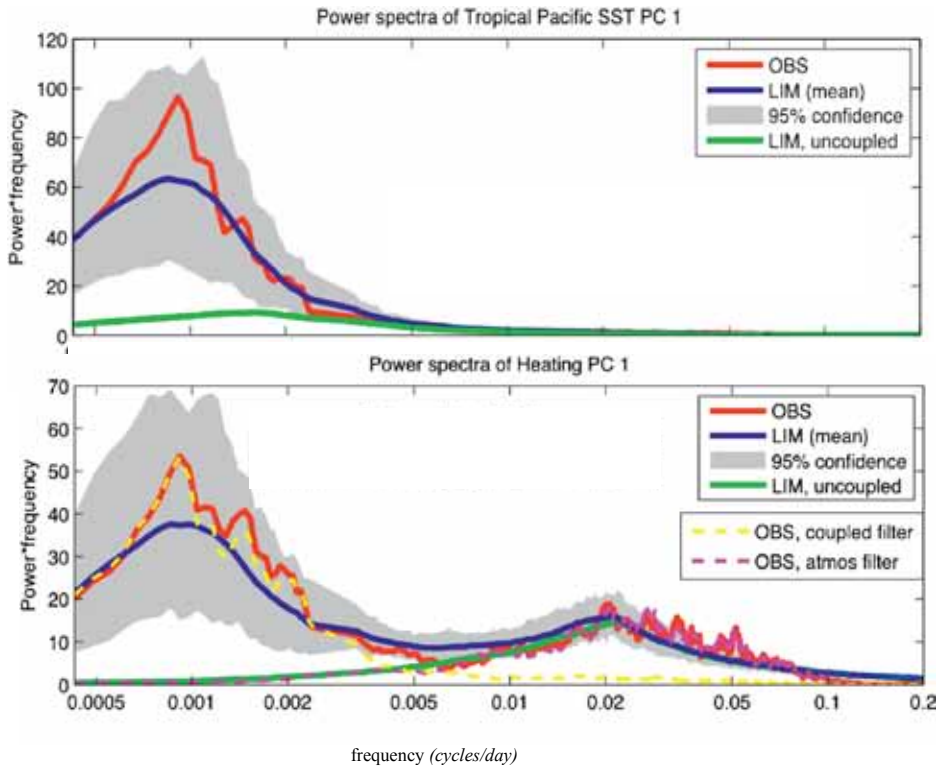 Power spectra of Tropical Pacific SST PC 1
Power*frequency
120
100
80
60
40
20
0
OBS
LIM (mean)
95% confidence
LIM, uncoupled
Power spectra of Heating PC 1
Power*frequency
70
60
50
40
30
20
10
0
OBS
LIM (mean)
95% confidence
LIM, uncoupled
OBS, coupled filter
OBS, atmos filter
0.0005 0.001 0.002 0.005 0.01 0.02 0.05 0.1 0.2
frequency (cycles/day)